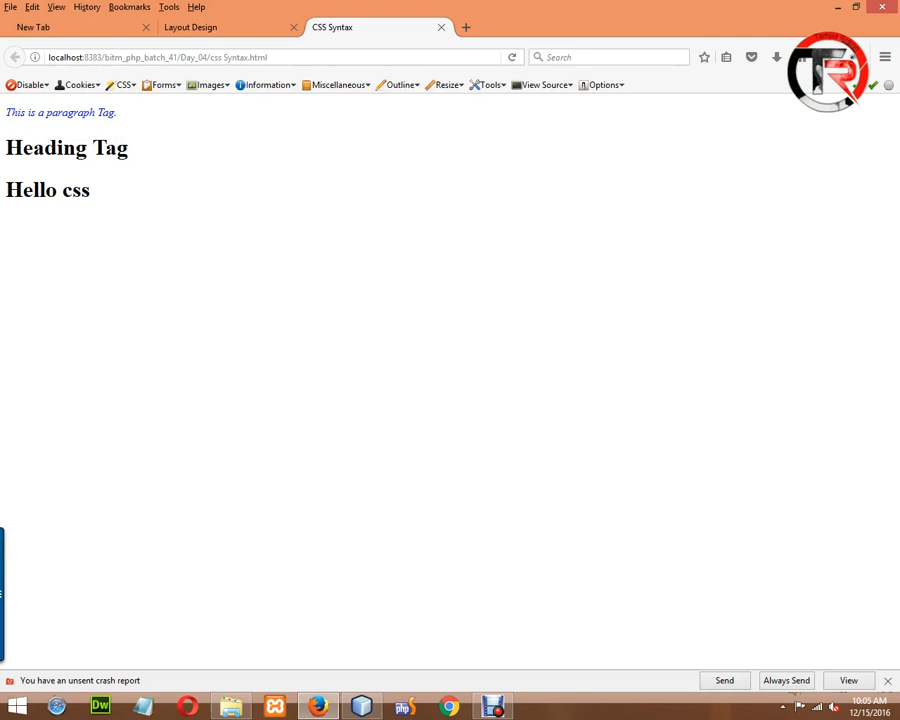 File Edit View History Bookmarks Tools Help
New Tab Layout Design CSS Syntax
localhost:8383/bitm_php_batch_41/Day_04/css Syntax.html Search
Disable Cookies CSS Forms Images Information Miscellaneous Outline Resize Tools View Source Options
This is a paragraph Tag.
Heading Tag
Hello css
You have an unsent crash report Send Always Send View
Dw php
10:05 AM
12/15/2016